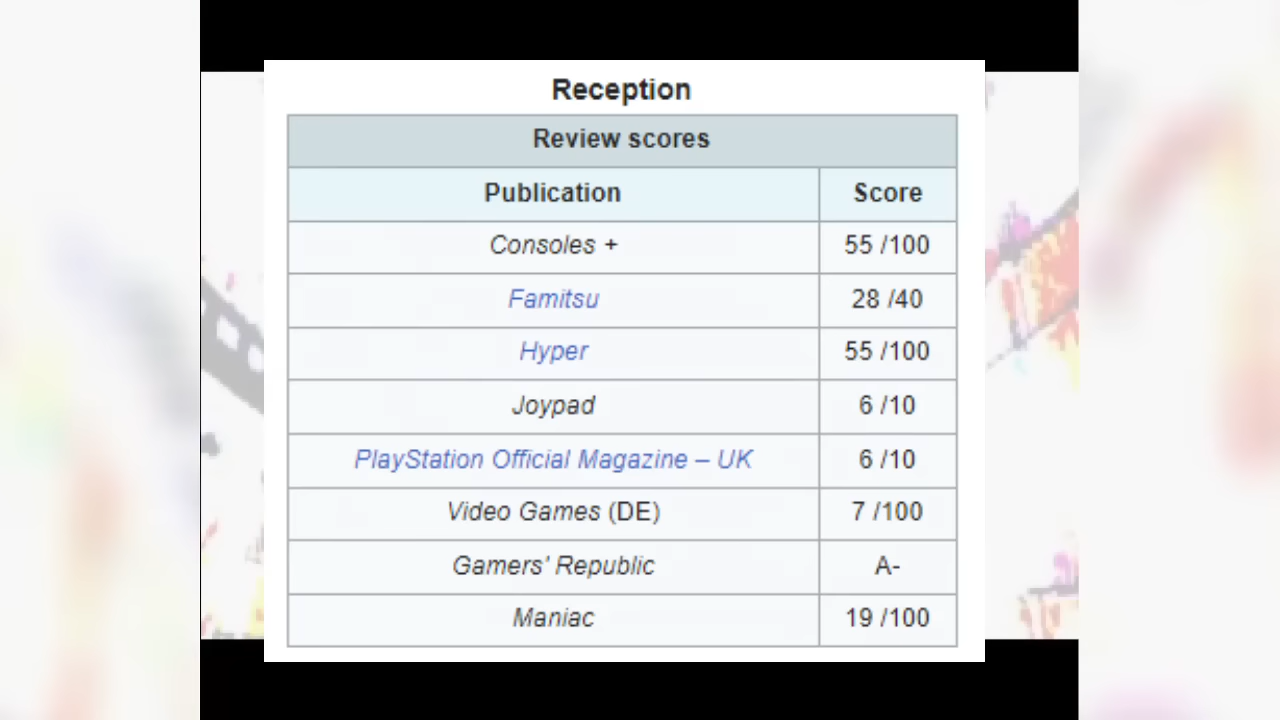 Reception
Review scores
Publication Score
Consoles + 55 /100
Famitsu 28 /40
Hyper 55 /100
Joypad 6 /10
PlayStation Official Magazine – UK 6 /10
Video Games (DE) 7 /100
Gamers' Republic A-
Maniac 19 /100